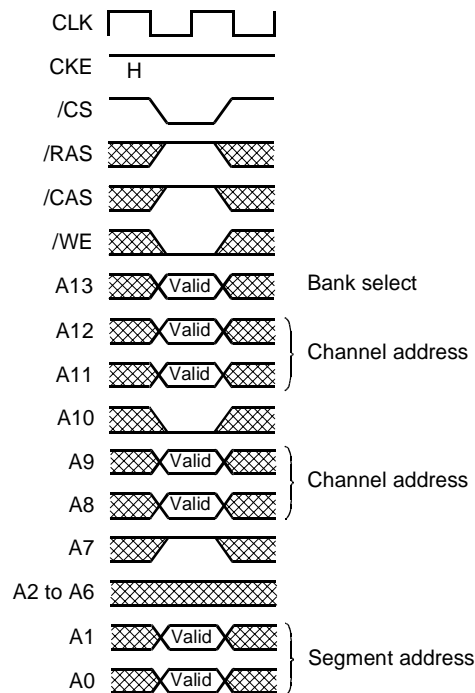 CLK
CKE
H
/CS
/RAS
/CAS
/WE
A13 Valid Bank select
A12 Valid
Channel address
A11 Valid
A10
A9 Valid
Channel address
A8 Valid
A7
A2 to A6
A1 Valid
Segment address
A0 Valid